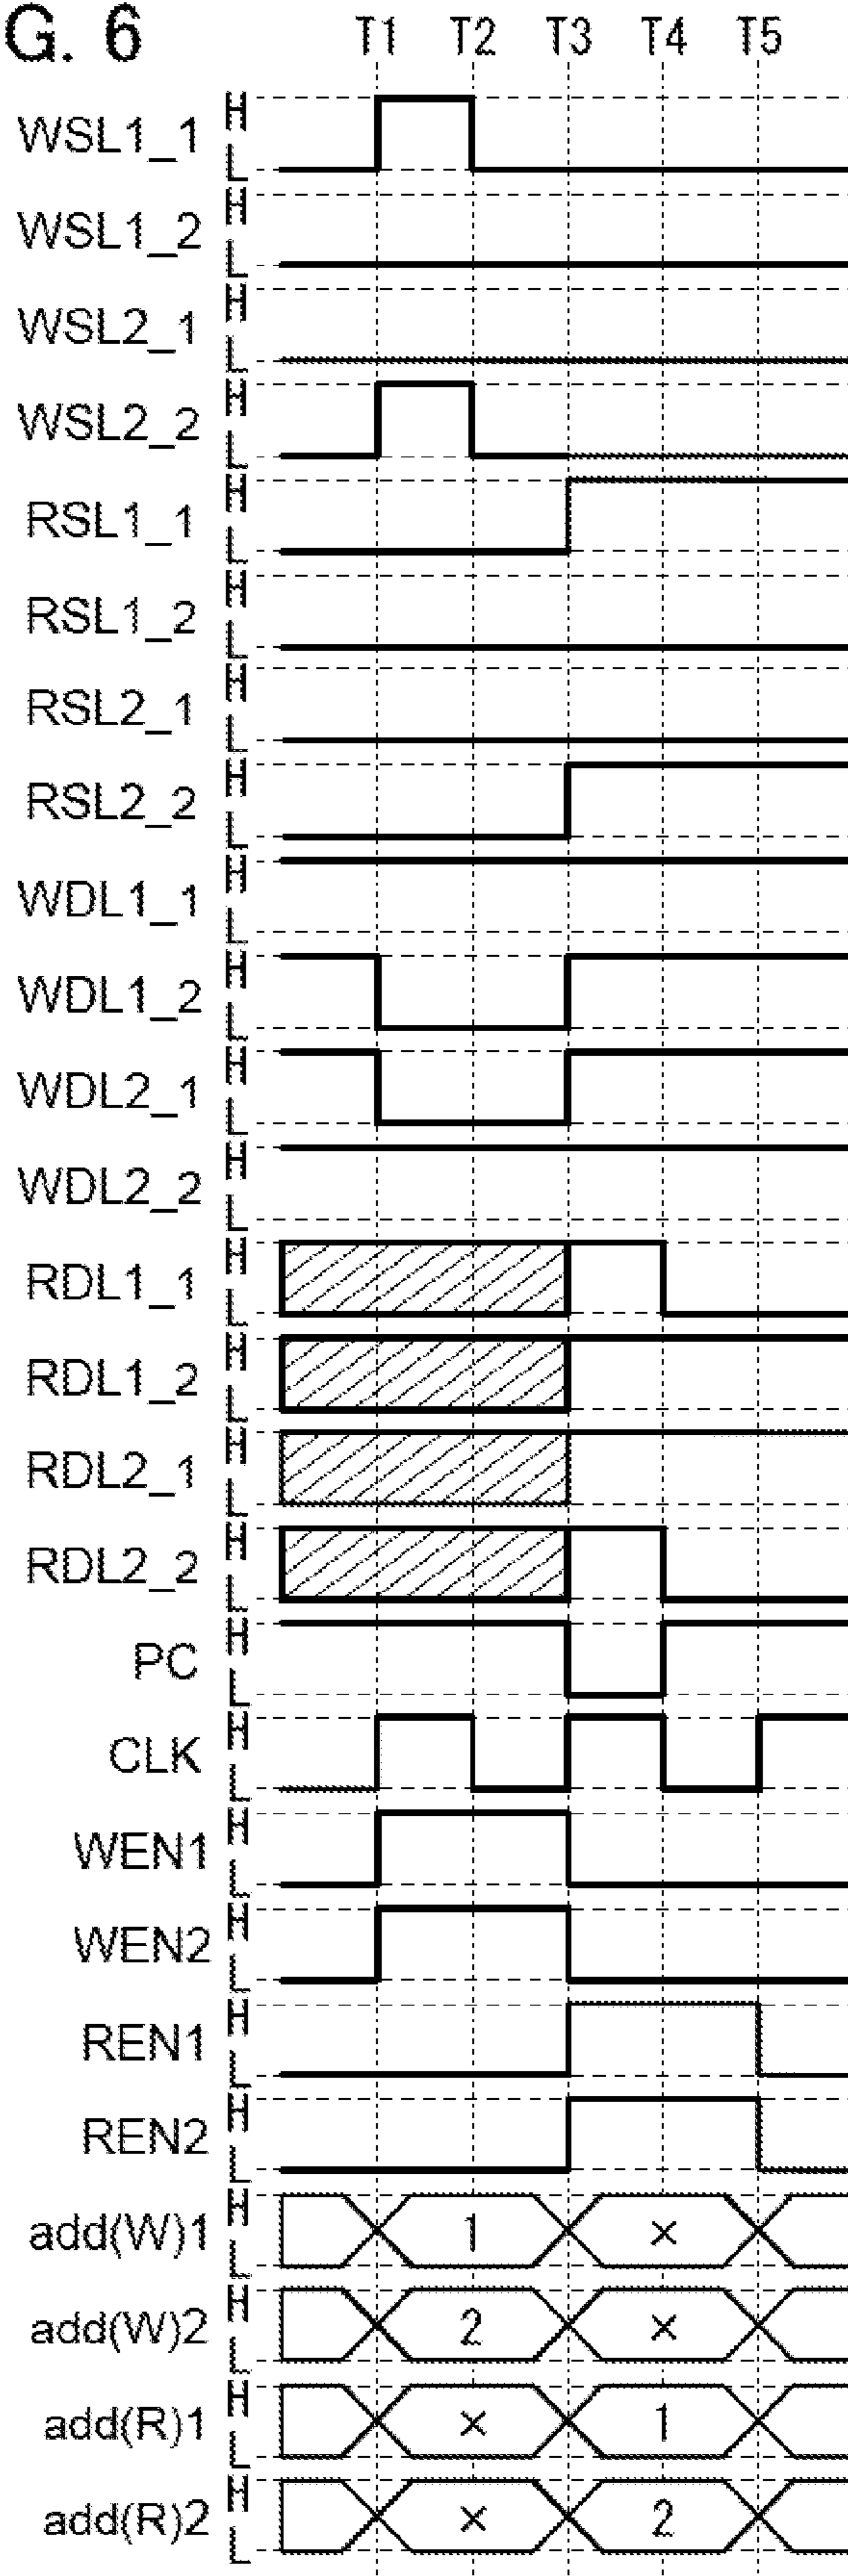 G. 6
T1 T2 T3 T4 T5
WSL1_1 H L
WSL1_2 H L
WSL2_1 H L
WSL2_2 H L
RSL1_1 H L
RSL1_2 H L
RSL2_1 H L
RSL2_2 H L
WDL1_1 H L
WDL1_2 H L
WDL2_1 H L
WDL2_2 H L
RDL1_1 H L
RDL1_2 H L
RDL2_1 H L
RDL2_2 H L
PC H L
CLK H L
WEN1 H L
WEN2 H L
REN1 H L
REN2 H L
add(W)1 H L 1 ×
add(W)2 H L 2 ×
add(R)1 H L × 1
add(R)2 H L × 2